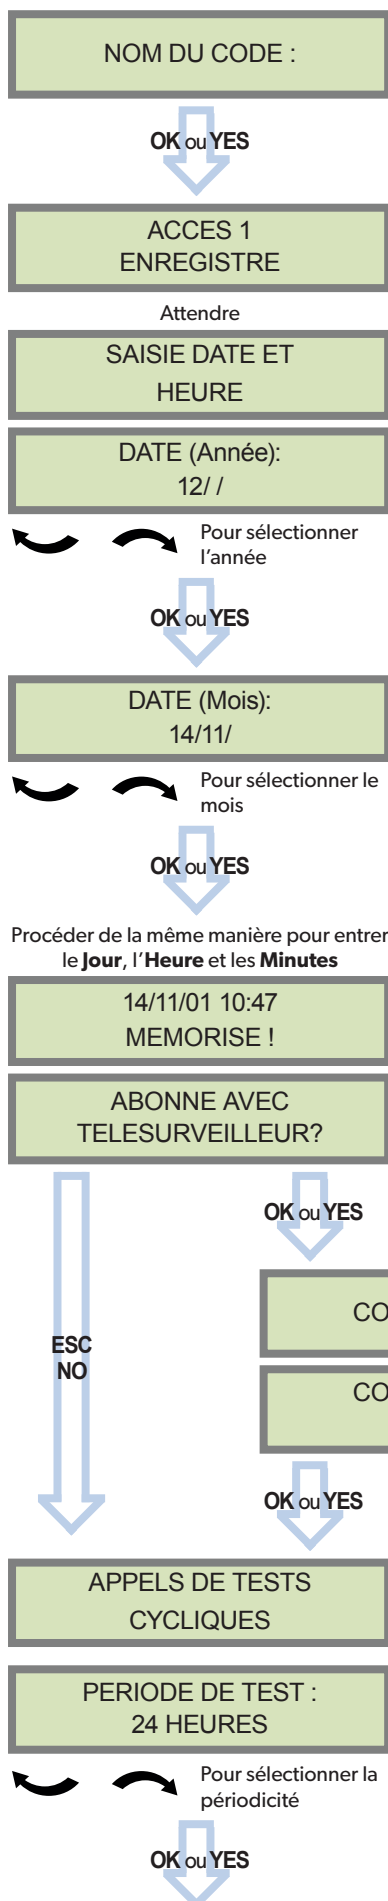 NOM DU CODE :
OK ou YES
ACCES 1
ENREGISTRE
Attendre
SAISIE DATE ET
HEURE
DATE (Année):
12/ /
Pour sélectionner
l'année
OK ou YES
DATE (Mois):
14/11/
Pour sélectionner le
mois
OK ou YES
Procéder de la même manière pour entrer
le Jour, l'Heure et les Minutes
14/11/01 10:47
MEMORISE !
ABONNE AVEC
TELESURVEILLEUR?
OK ou YES
CO
ESC
NO
CO
OK ou YES
APPELS DE TESTS
CYCLIQUES
PERIODE DE TEST :
24 HEURES
Pour sélectionner la
périodicité
OK ou YES